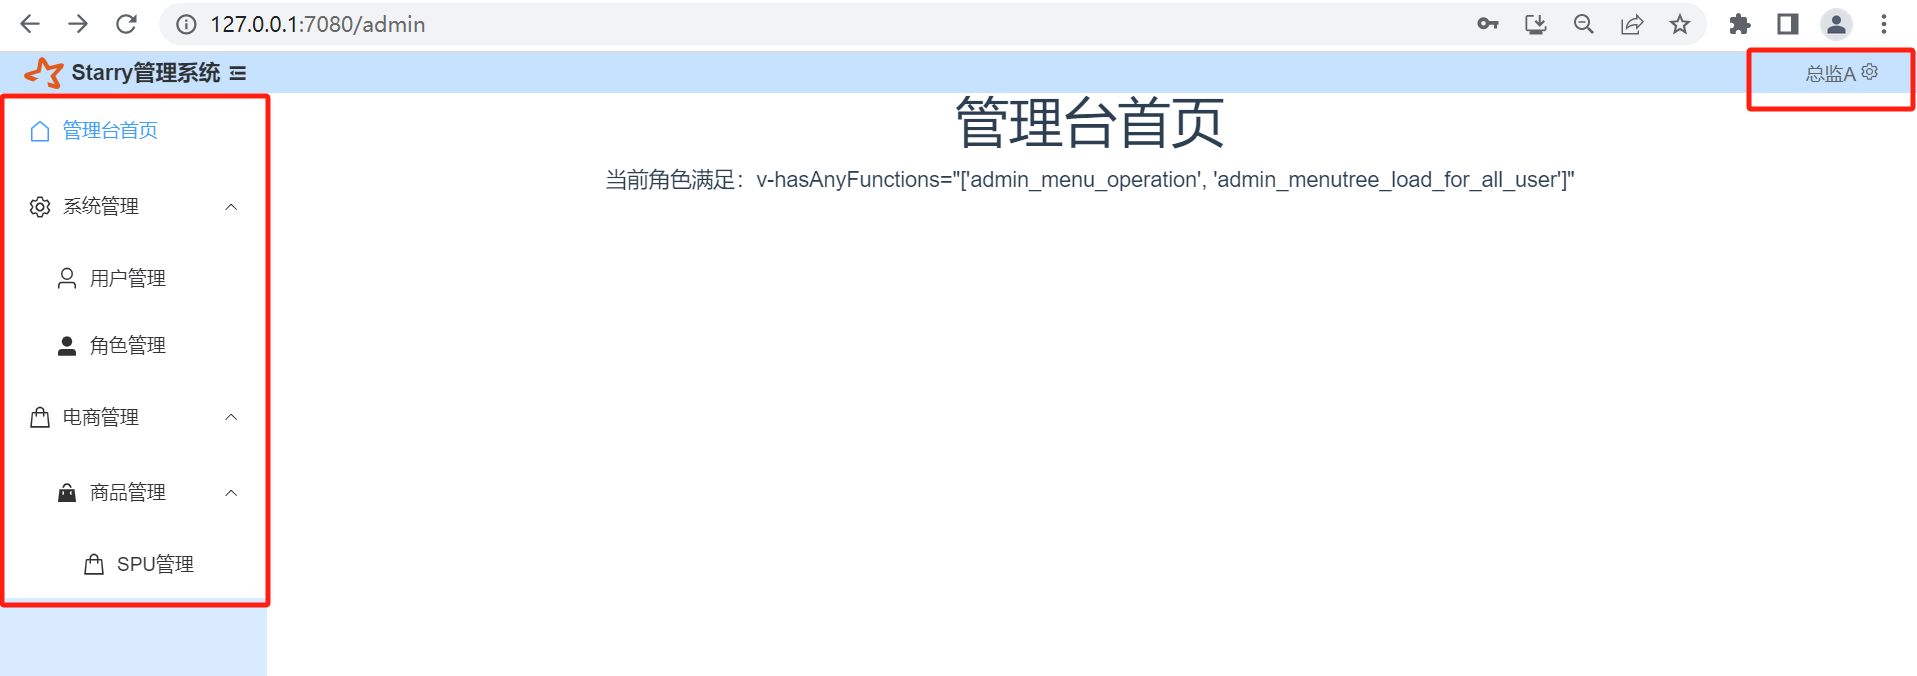 127.0.0.1:7080/admin
Starry管理系统
总监A
管理台首页
系统管理
用户管理
角色管理
电商管理
商品管理
SPU管理
管理台首页
当前角色满足：v-hasAnyFunctions="['admin_menu_operation', 'admin_menutree_load_for_all_user']"